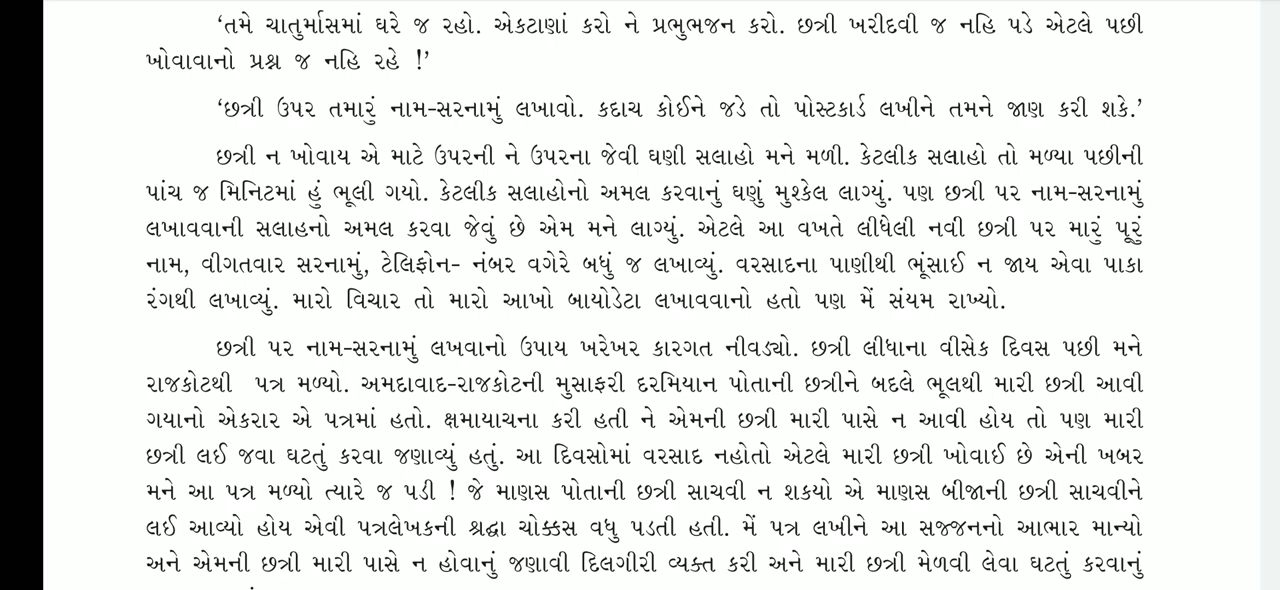 ‘તમે ચાતુર્માસમાં ઘરે જ રહો. એકટાણાં કરો ને પ્રભુભજન કરો. છત્રી ખરીદવી જ નહિ પડે એટલે પછી
ખોવાવાનો પ્રશ્ન જ નહિ રહે !’
‘છત્રી ઉપર તમારું નામ-સરનામું લખાવો. કદાચ કોઈને જડે તો પોસ્ટકાર્ડ લખીને તમને જાણ કરી શકે.’
છત્રી ન ખોવાય એ માટે ઉપરની ને ઉપરના જેવી ઘણી સલાહો મને મળી. કેટલીક સલાહો તો મળ્યા પછીની
પાંચ જ મિનિટમાં હું ભૂલી ગયો. કેટલીક સલાહોનો અમલ કરવાનું ઘણું મુશ્કેલ લાગ્યું. પણ છત્રી પર નામ-સરનામું
લખાવવાની સલાહનો અમલ કરવા જેવું છે એમ મને લાગ્યું. એટલે આ વખતે લીધેલી નવી છત્રી પર મારું પૂરું
નામ, વીગતવાર સરનામું, ટેલિફોન- નંબર વગેરે બધું જ લખાવ્યું. વરસાદના પાણીથી ભૂંસાઈ ન જાય એવા પાકા
રંગથી લખાવ્યું. મારો વિચાર તો મારો આખો બાયોડેટા લખાવવાનો હતો પણ મેં સંયમ રાખ્યો.
છત્રી પર નામ-સરનામું લખવાનો ઉપાય ખરેખર કારગત નીવડ્યો. છત્રી લીધાના વીસેક દિવસ પછી મને
રાજકોટથી પત્ર મળ્યો. અમદાવાદ-રાજકોટની મુસાફરી દરમિયાન પોતાની છત્રીને બદલે ભૂલથી મારી છત્રી આવી
ગયાનો એકરાર એ પત્રમાં હતો. ક્ષમાયાચના કરી હતી ને એમની છત્રી મારી પાસે ન આવી હોય તો પણ મારી
છત્રી લઈ જવા ઘટતું કરવા જણાવ્યું હતું. આ દિવસોમાં વરસાદ નહોતો એટલે મારી છત્રી ખોવાઈ છે એની ખબર
મને આ પત્ર મળ્યો ત્યારે જ પડી ! જે માણસ પોતાની છત્રી સાચવી ન શકયો એ માણસ બીજાની છત્રી સાચવીને
લઈ આવ્યો હોય એવી પત્રલેખકની શ્રદ્ધા ચોક્કસ વધુ પડતી હતી. મેં પત્ર લખીને આ સજ્જનનો આભાર માન્યો
અને એમની છત્રી મારી પાસે ન હોવાનું જણાવી દિલગીરી વ્યક્ત કરી અને મારી છત્રી મેળવી લેવા ઘટતું કરવાનું